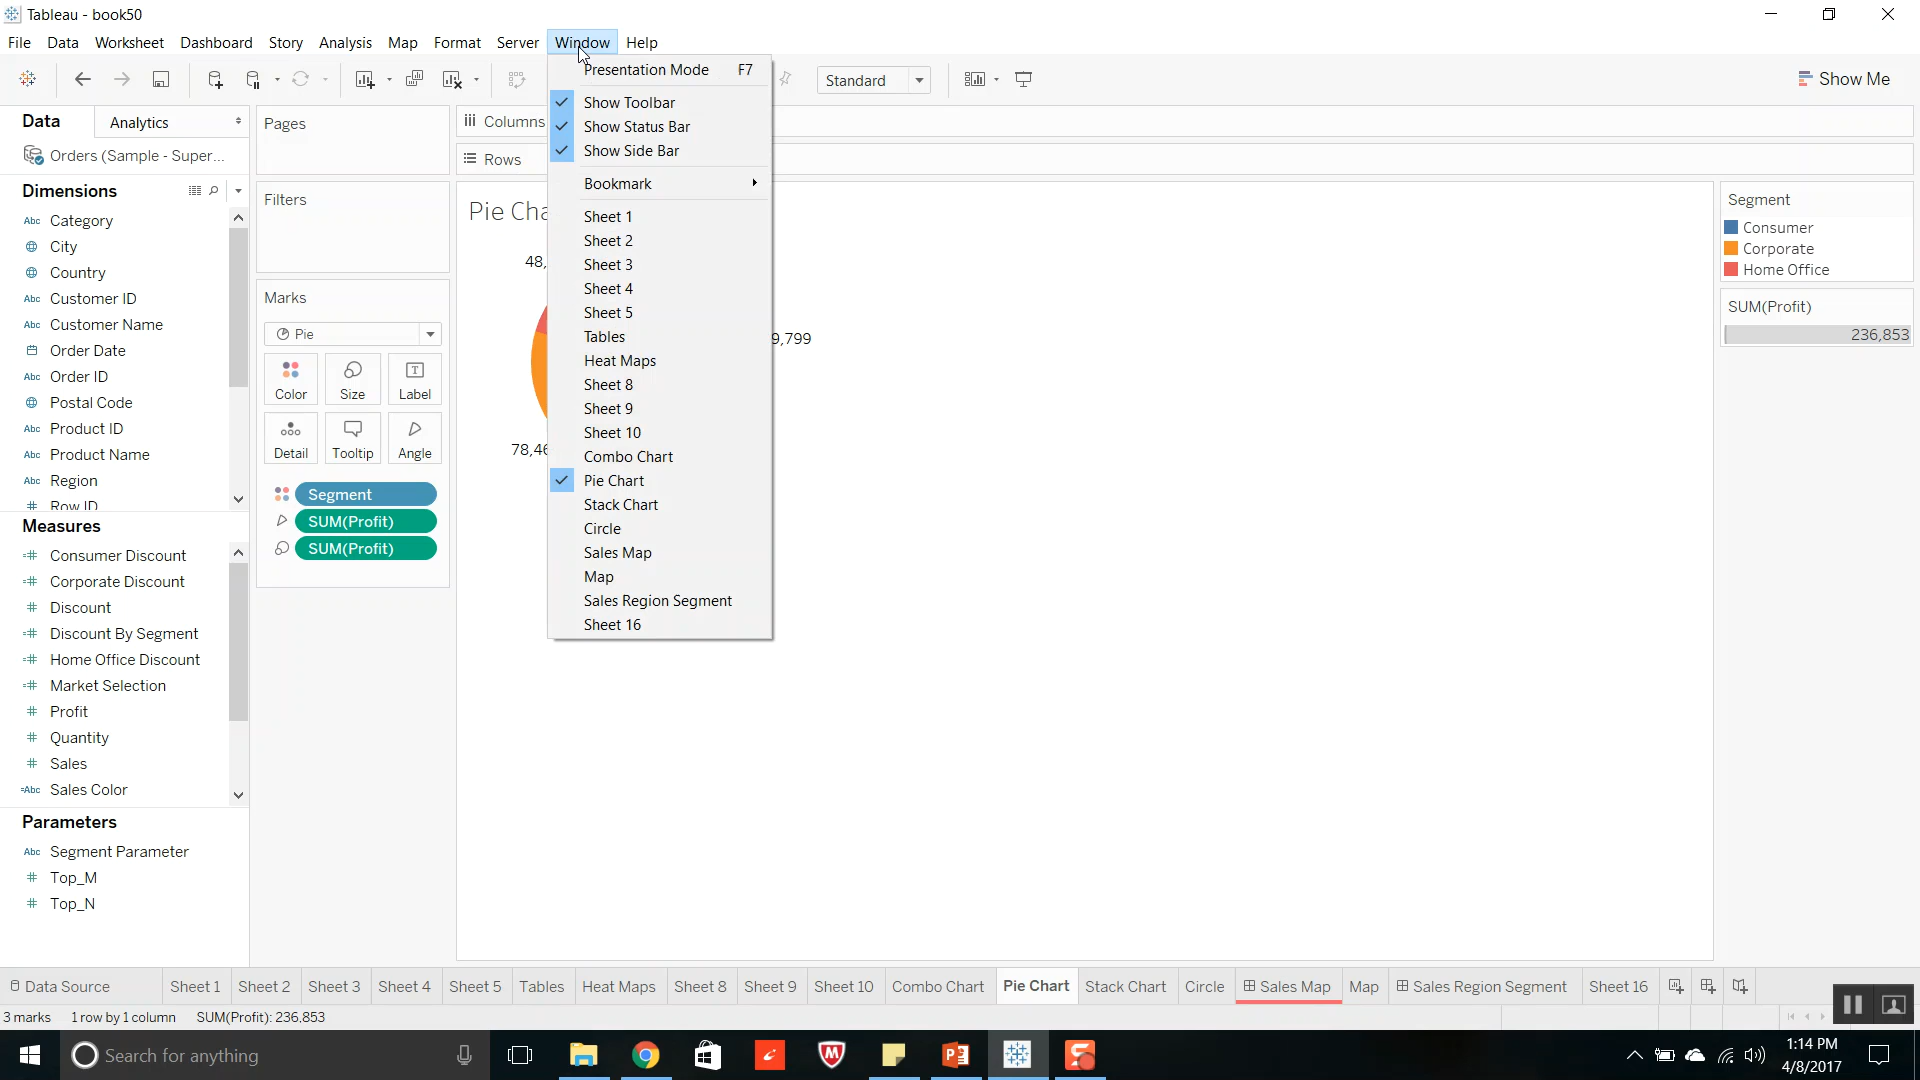 Tableau - book50
File Data Worksheet Dashboard Story Analysis Map Format Server Window Help
Standard
Show Me
Data
Analytics
Orders (Sample - Super...
Dimensions
Abc Category
City
Country
Abc Customer ID
Abc Customer Name
Order Date
Abc Order ID
Postal Code
Abc Product ID
Abc Product Name
Abc Region
# Row ID
Measures
=# Consumer Discount
=# Corporate Discount
# Discount
=# Discount By Segment
=# Home Office Discount
=# Market Selection
# Profit
# Quantity
# Sales
=Abc Sales Color
Parameters
Abc Segment Parameter
# Top_M
# Top_N
Pages
Filters
Marks
Pie
Color Size Label
Detail Tooltip Angle
Segment
SUM(Profit)
SUM(Profit)
Columns
Rows
Pie Cha
48,
9,799
78,46
Presentation Mode F7
Show Toolbar
Show Status Bar
Show Side Bar
Bookmark
Sheet 1
Sheet 2
Sheet 3
Sheet 4
Sheet 5
Tables
Heat Maps
Sheet 8
Sheet 9
Sheet 10
Combo Chart
Pie Chart
Stack Chart
Circle
Sales Map
Map
Sales Region Segment
Sheet 16
Segment
Consumer
Corporate
Home Office
SUM(Profit)
236,853
Data Source Sheet 1 Sheet 2 Sheet 3 Sheet 4 Sheet 5 Tables Heat Maps Sheet 8 Sheet 9 Sheet 10 Combo Chart Pie Chart Stack Chart Circle Sales Map Map Sales Region Segment Sheet 16
3 marks 1 row by 1 column SUM(Profit): 236,853
Search for anything
1:14 PM
4/8/2017